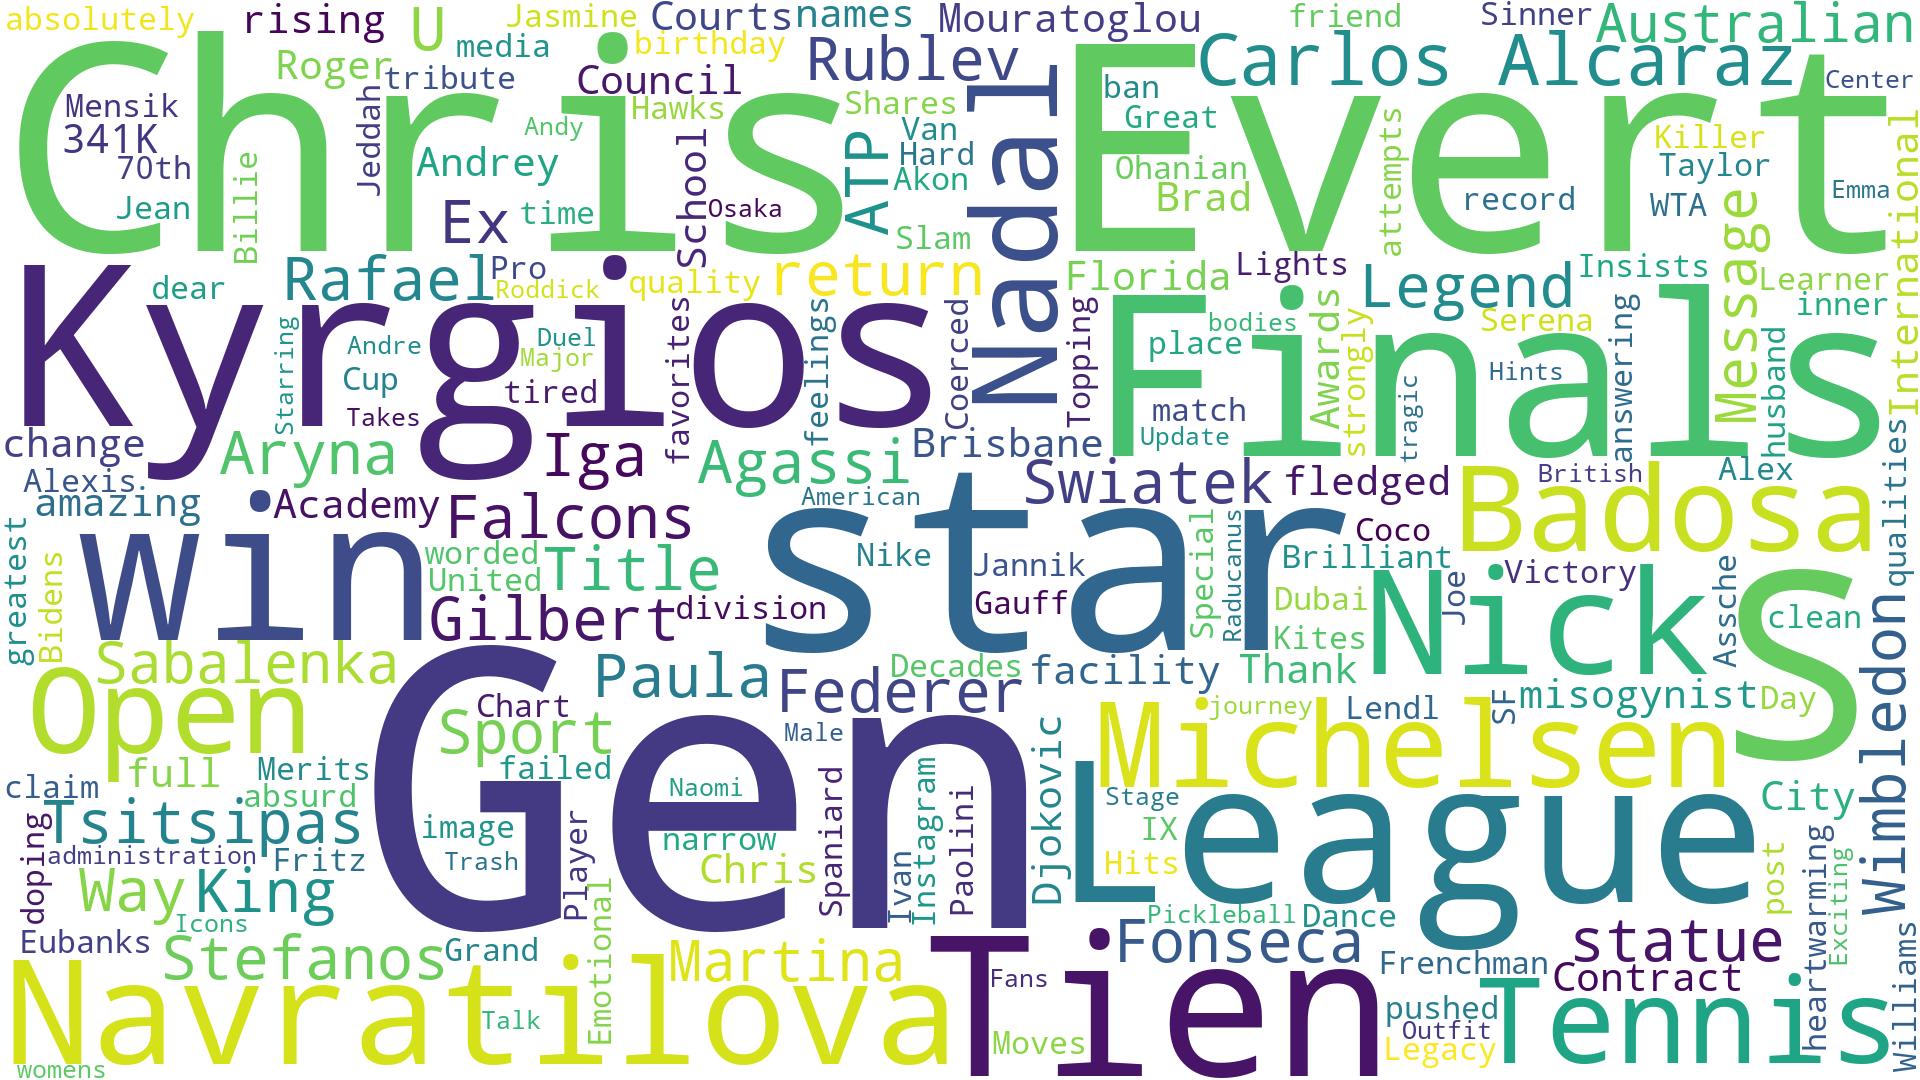 absolutely
rising
U
Jasmine
media
Courts
names
Mouratoglou
friend
Sinner
Australian
Roger
tribute
birthday
Council
Rublev
Carlos Alcaraz
Center
Chris Evert
Mensik
341K
70th
Jean
Billie
Jeddah
Andrey
Andy
Hawks
Ex
time
School
Osaka
Shares
ATP
Van
Hard
Akon
Slam
Nadal
ban
Great
Ohanian
Brad
attempts
record
Killer
Taylor
WTA
Emma
International
Message
dear
Rafael
Pro
Roddick
quality
return
Florida
Lights
Legend
Insists
Learner
inner
Kyrgios
Starring
Andre
Cup
Takes
Duel
Major
tired
favorites
feelings
Coerced
Topping
Finals
bodies
place
match
Update
Awards
strongly
tragic
Serena
Hints
answering
husband
change
Aryna
Iga
Agassi
Brisbane
Alexis
amazing
Academy
Falcons
American
Swiatek
fledged
British
Alex
Badosa
qualities
greatest
Bidens
win
worded
United
Title
Gilbert
division
star
Nike
Jannik
Gauff
Special
Raducanus
Coco
Brilliant
Dubai
Kites
Joe
Nick
Victory
Assche
S
clean
Wimbledon
Sabalenka
Open
Paula
Federer
Decades
facility
Thank
misogynist
Day
Chart
Sport
Gen
Male
Djokovic
Michelsen
journey
Lendl
SF
full
Merits
failed
claim
absurd
Tsitsipas
image
Naomi
narrow
Spaniard
Instagram
Paolini
Stage
IX
Hits
League
City
doping
administration
Fritz
Trash
Player
Chris
Ivan
Way
King
Icons
Emotional
Pickleball
Dance
post
heartwarming
Exciting
Eubanks
Stefanos
Grand
Martina
Fonseca
statue
Frenchman
Contract
Williams
Navratilova
Talk
Tien
Fans
Moves
pushed
Outfit
Legacy
Tennis
womens